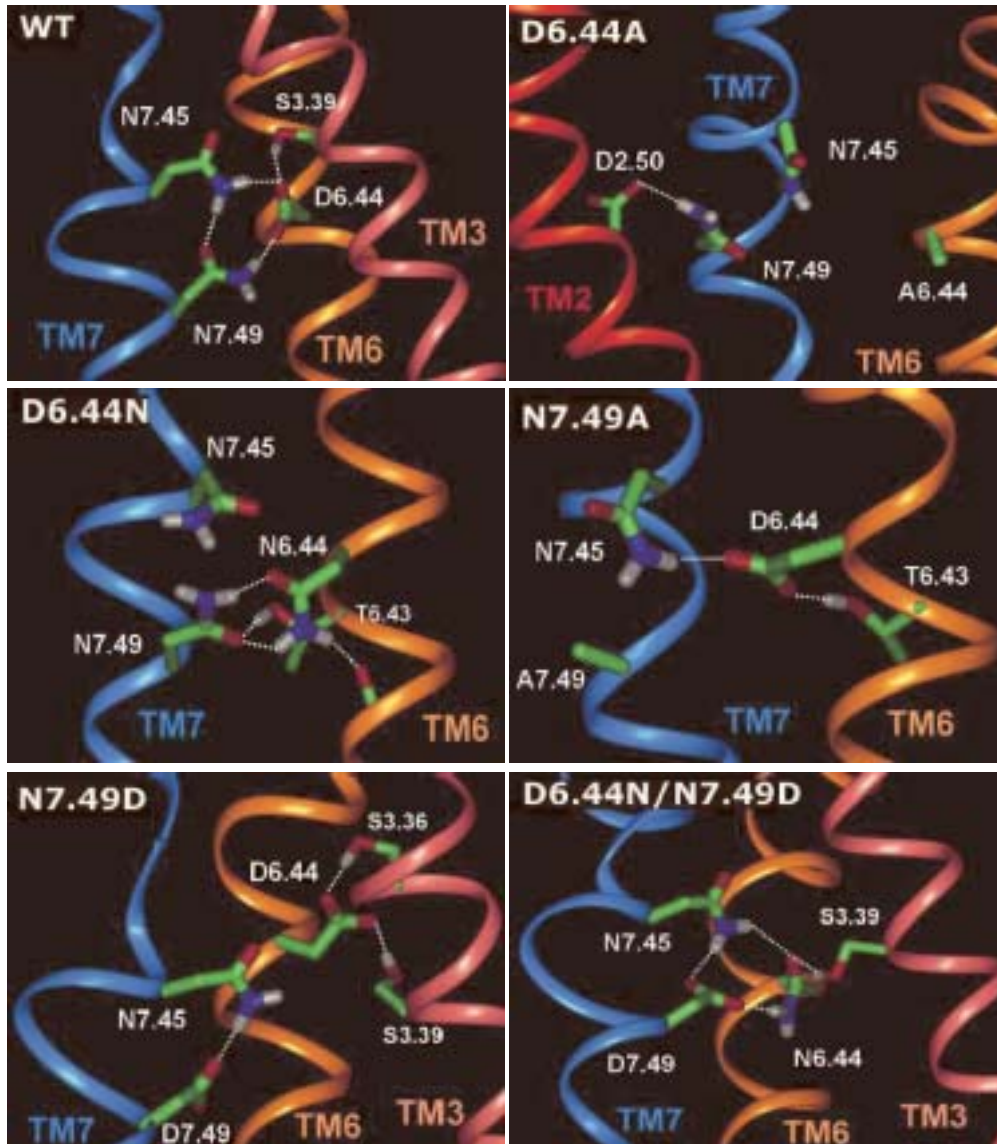 WT
N7.45
S3.39
D6.44
TM3
N7.49
TM7
TM6
D6.44A
TM7
N7.45
D2.50
N7.49
A6.44
TM2
TM6
D6.44N
N7.45
N6.44
T6.43
N7.49
TM7
TM6
N7.49A
D6.44
N7.45
T6.43
A7.49
TM7
TM6
N7.49D
S3.36
D6.44
N7.45
S3.39
D7.49
TM7
TM6
TM3
D6.44N/N7.49D
S3.39
N7.45
D7.49
N6.44
TM7
TM6
TM3